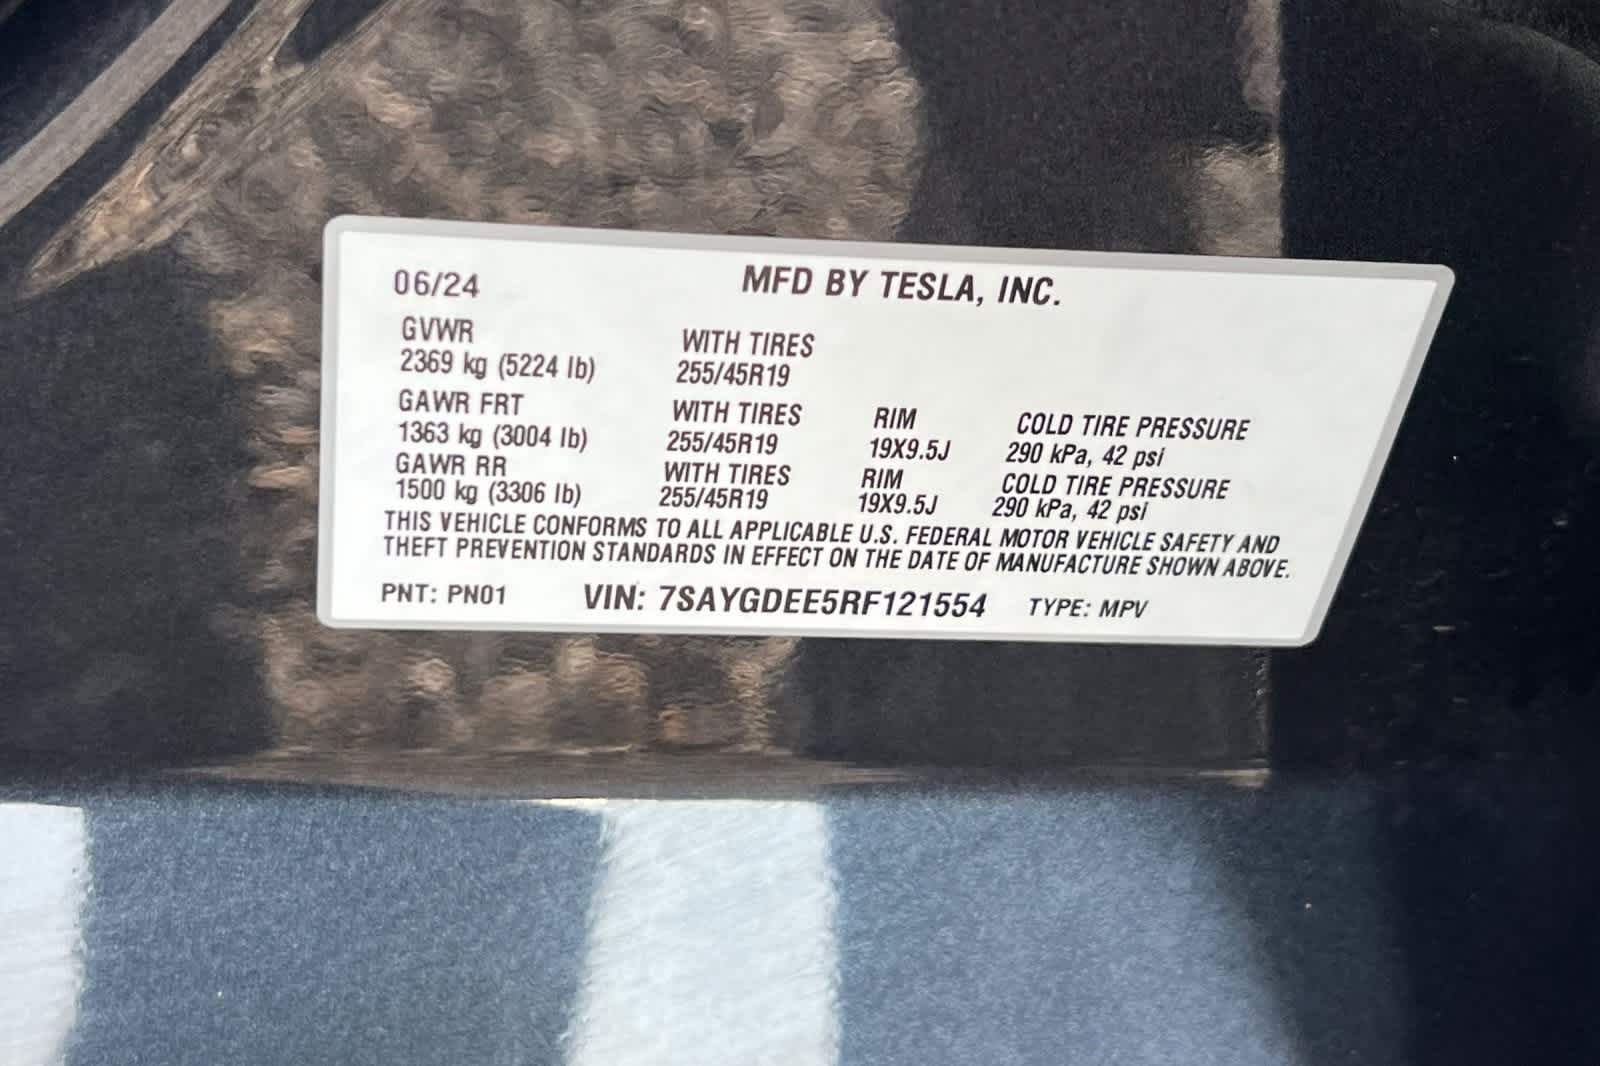 06/24 MFD BY TESLA, INC.
GVWR WITH TIRES
2369 kg (5224 lb) 255/45R19
GAWR FRT WITH TIRES RIM COLD TIRE PRESSURE
1363 kg (3004 lb) 255/45R19 19X9.5J 290 kPa, 42 psi
GAWR RR WITH TIRES RIM COLD TIRE PRESSURE
1500 kg (3306 lb) 255/45R19 19X9.5J 290 kPa, 42 psi
THIS VEHICLE CONFORMS TO ALL APPLICABLE U.S. FEDERAL MOTOR VEHICLE SAFETY AND
THEFT PREVENTION STANDARDS IN EFFECT ON THE DATE OF MANUFACTURE SHOWN ABOVE.
PNT: PN01 VIN: 7SAYGDEE5RF121554 TYPE: MPV